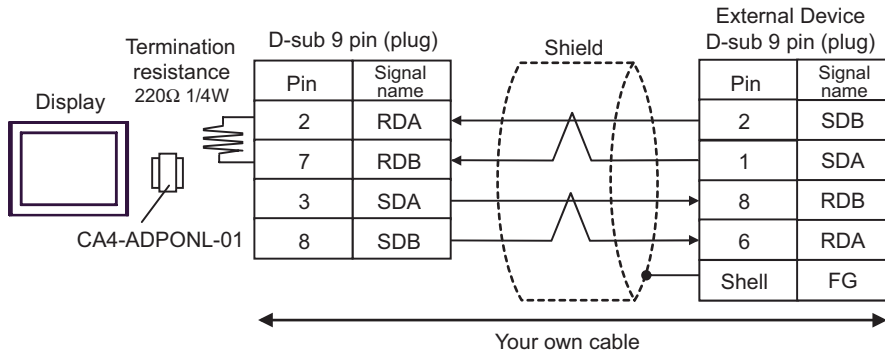 External Device
D-sub 9 pin (plug)
D-sub 9 pin (plug)
Shield
Termination
resistance
220Ω 1/4W
Display
CA4-ADPONL-01
Pin Signal name
2 RDA
7 RDB
3 SDA
8 SDB
Pin Signal name
2 SDB
1 SDA
8 RDB
6 RDA
Shell FG
Your own cable